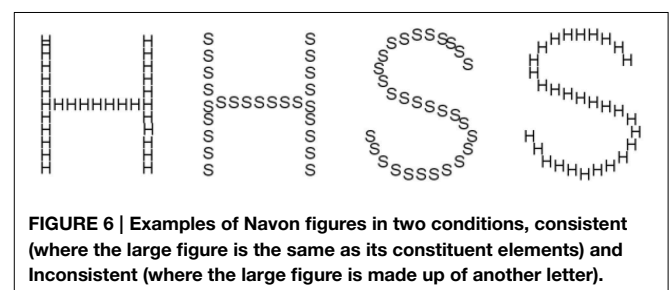 H H S S
FIGURE 6 | Examples of Navon figures in two conditions, consistent
(where the large figure is the same as its constituent elements) and
Inconsistent (where the large figure is made up of another letter).